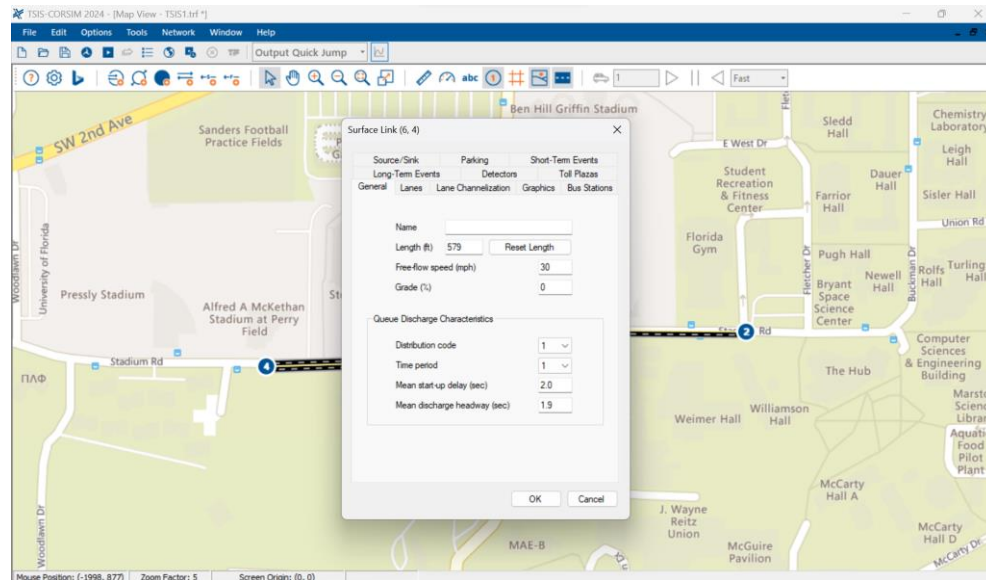 TSIS-CORSIM 2024 - [Map View - TSIS1.trf *]
File Edit Options Tools Network Window Help
TRF Output Quick Jump
abc 1 1 Fast
SW 2nd Ave
Sanders Football
Practice Fields
Ben Hill Griffin Stadium
Sledd
Hall
Chemistry
Laboratory
Leigh
Hall
E West Dr
Student
Recreation
& Fitness
Center
Dauer
Hall
Farrior
Hall
Sisler Hall
Union Rd
Woodlawn Dr
University of Florida
Florida
Gym
Fletcher Dr
Pugh Hall
Buckman Dr
Rolfs
Hall
Turling
Hall
Newell
Hall
Bryant
Space
Science
Center
Pressly Stadium
Alfred A McKethan
Stadium at Perry
Field
Stadium Rd
4
2
Rd
ΠΛΦ
Computer
Sciences
& Engineering
Building
The Hub
Marsto
Scienc
Librar
Weimer Hall
Williamson
Hall
Aquati
Food
Pilot
Plant
McCarty
Hall A
J. Wayne
Reitz
Union
McCarty
Hall D
McCarty Dr
MAE-B
McGuire
Pavilion
Woodlawn Dr
Surface Link (6, 4)
Source/Sink Parking Short-Term Events
Long-Term Events Detectors Toll Plazas
General Lanes Lane Channelization Graphics Bus Stations
Name
Length (ft) 579 Reset Length
Free-flow speed (mph) 30
Grade (%) 0
Queue Discharge Characteristics
Distribution code 1
Time period 1
Mean start-up delay (sec) 2.0
Mean discharge headway (sec) 1.9
OK Cancel
Mouse Position: (-1998, 877) Zoom Factor: 5 Screen Origin: (0, 0)